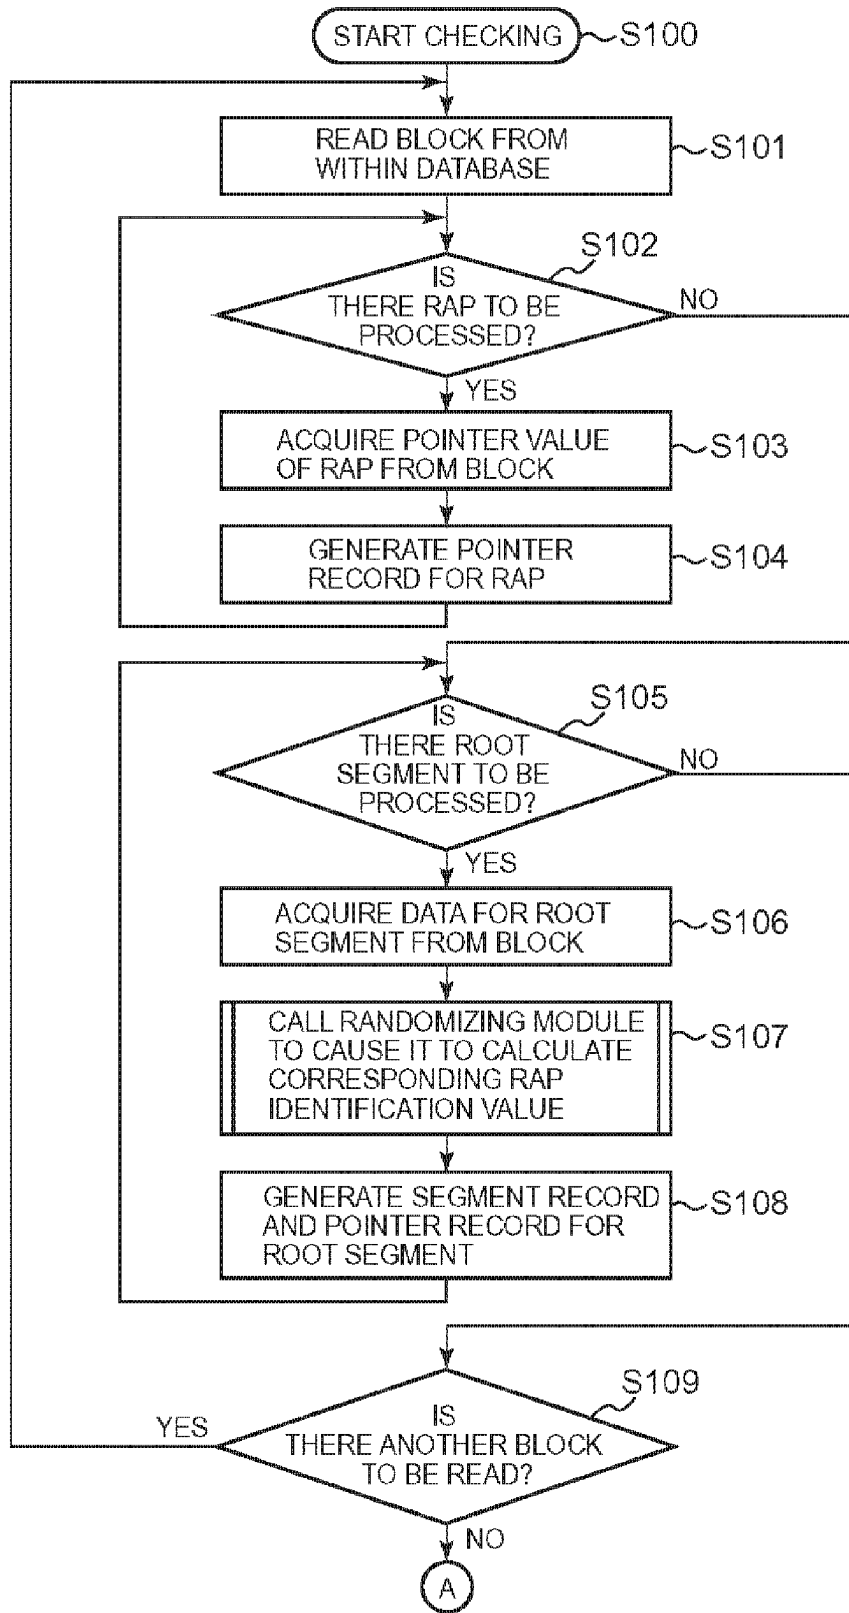 START CHECKING
S100
READ BLOCK FROM
WITHIN DATABASE
S101
S102
IS
THERE RAP TO BE
PROCESSED?
NO
YES
ACQUIRE POINTER VALUE
OF RAP FROM BLOCK
S103
GENERATE POINTER
RECORD FOR RAP
S104
S105
IS
THERE ROOT
SEGMENT TO BE
PROCESSED?
NO
YES
ACQUIRE DATA FOR ROOT
SEGMENT FROM BLOCK
S106
CALL RANDOMIZING MODULE
TO CAUSE IT TO CALCULATE
CORRESPONDING RAP
IDENTIFICATION VALUE
S107
GENERATE SEGMENT RECORD
AND POINTER RECORD FOR
ROOT SEGMENT
S108
S109
YES
IS
THERE ANOTHER BLOCK
TO BE READ?
NO
A